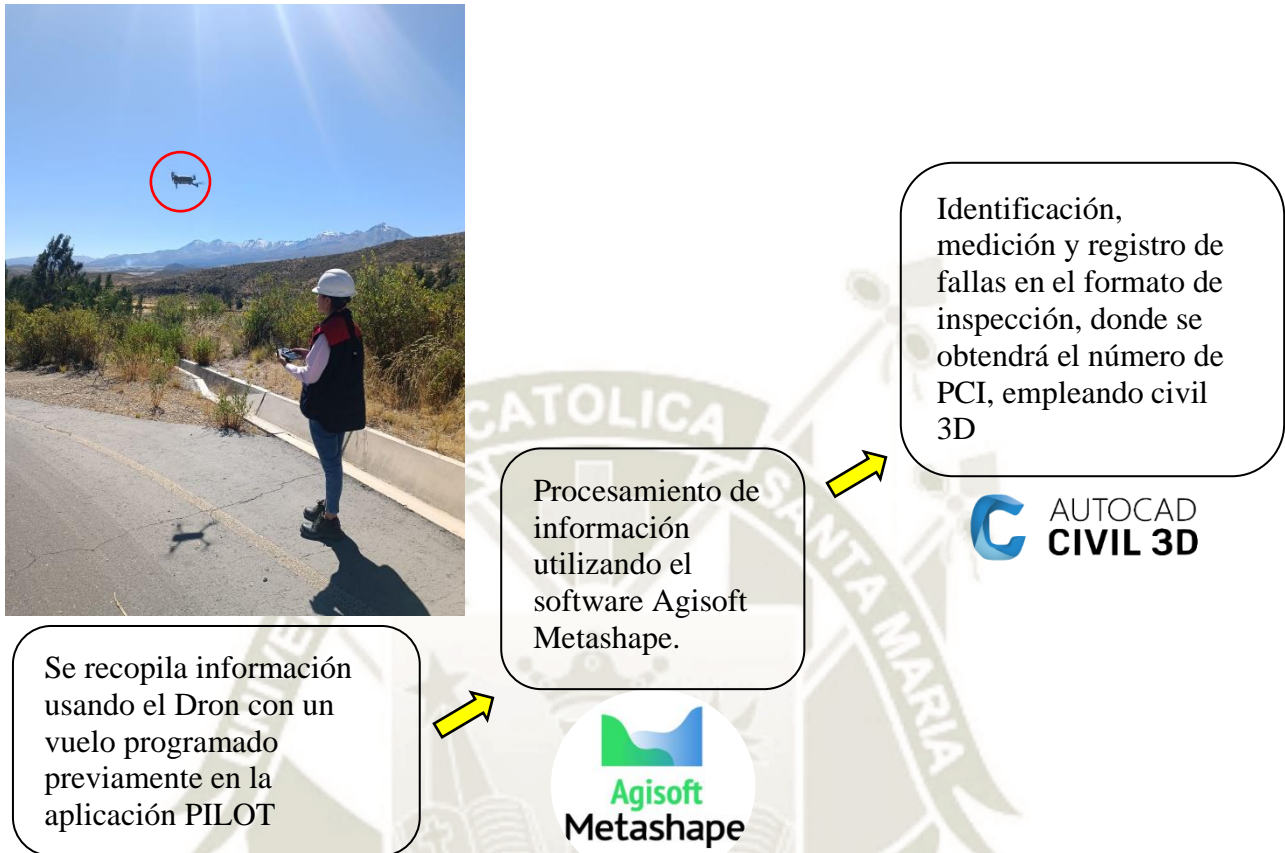 Se recopila información
usando el Dron con un
vuelo programado
previamente en la
aplicación PILOT
Procesamiento de
información
utilizando el
software Agisoft
Metashape.
Agisoft
Metashape
Identificación,
medición y registro de
fallas en el formato de
inspección, donde se
obtendrá el número de
PCI, empleando civil
3D
AUTOCAD
CIVIL 3D
CATOLICA
SANTA MARIA